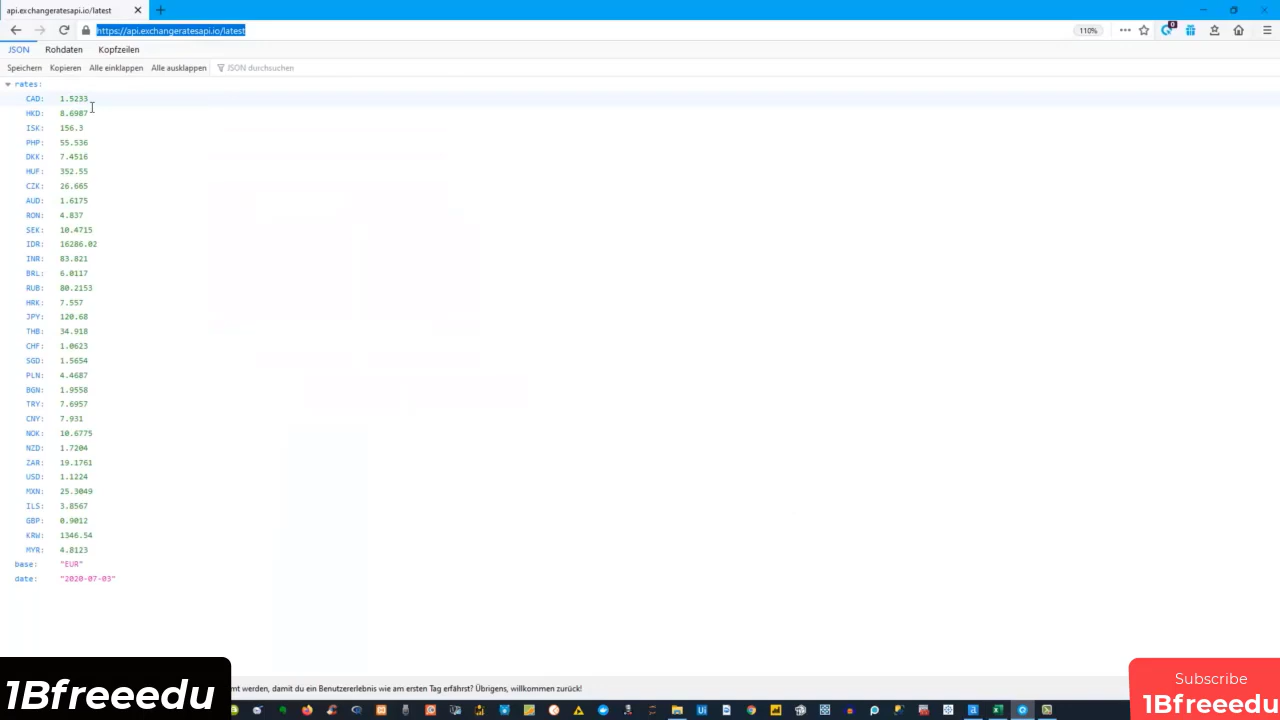 api.exchangeratesapi.io/latest
https://api.exchangeratesapi.io/latest
110%
JSON Rohdaten Kopfzeilen
Speichern Kopieren Alle einklappen Alle ausklappen JSON durchsuchen
rates:
CAD: 1.5233
HKD: 8.6987
ISK: 156.3
PHP: 55.536
DKK: 7.4516
HUF: 352.55
CZK: 26.665
AUD: 1.6175
RON: 4.837
SEK: 10.4715
IDR: 16286.02
INR: 83.821
BRL: 6.0117
RUB: 80.2153
HRK: 7.557
JPY: 120.68
THB: 34.918
CHF: 1.0623
SGD: 1.5654
PLN: 4.4687
BGN: 1.9558
TRY: 7.6957
CNY: 7.931
NOK: 10.6775
NZD: 1.7204
ZAR: 19.1761
USD: 1.1224
MXN: 25.3049
ILS: 3.8567
GBP: 0.9012
KRW: 1346.54
MYR: 4.8123
base: "EUR"
date: "2020-07-03"
werden, damit du ein Benutzererlebnis wie am ersten Tag erfährst? Übrigens, willkommen zurück!
1Bfreeedu
Subscribe
1Bfreeedu